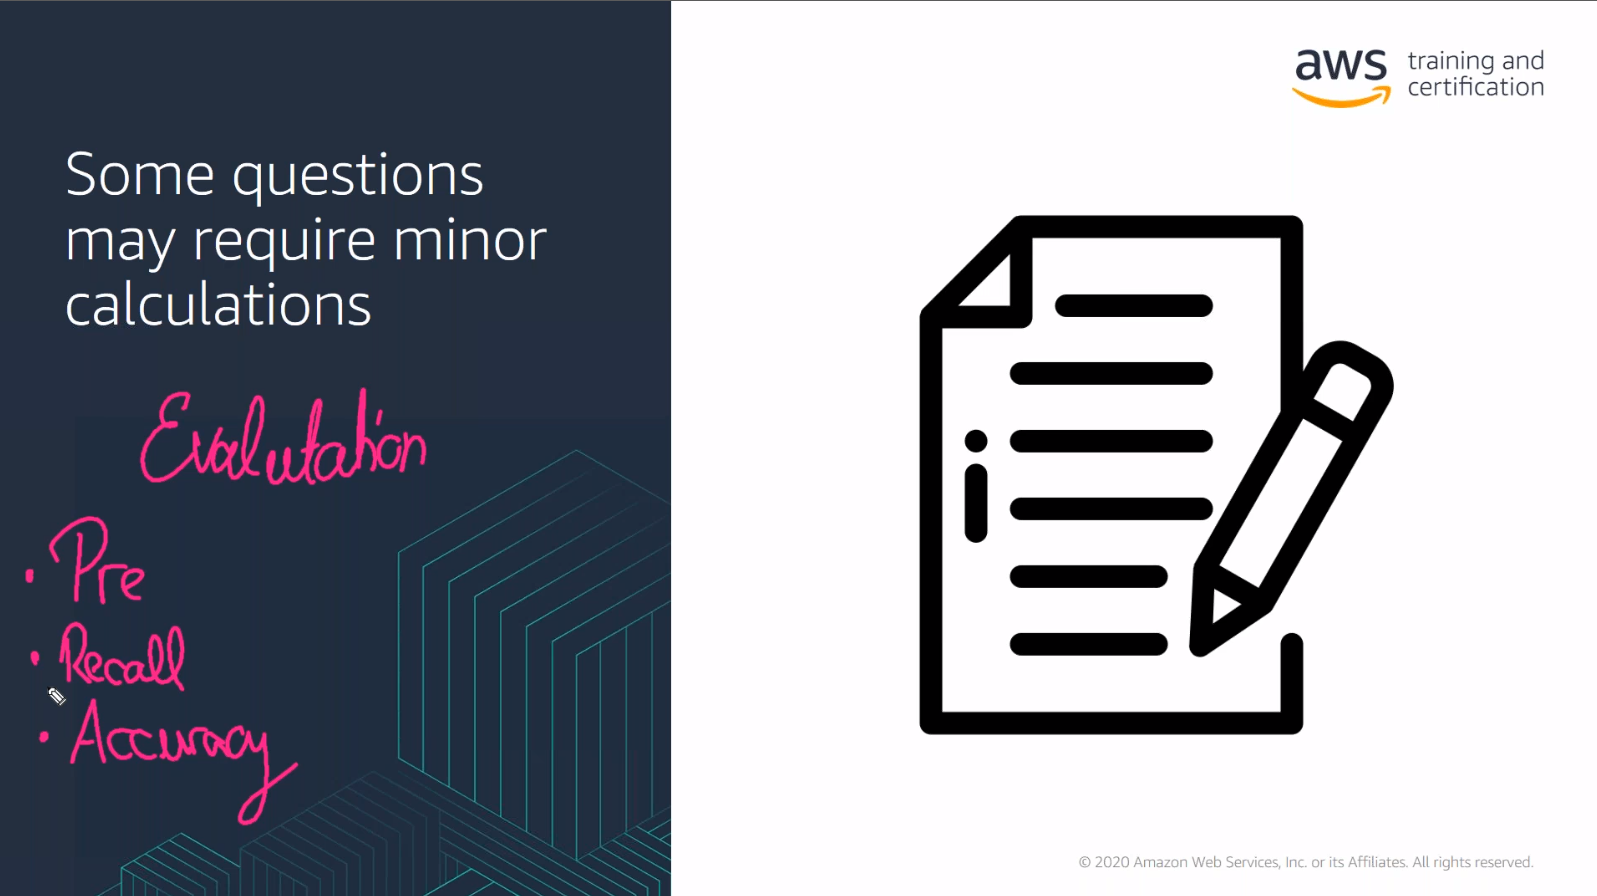 aws training and
certification
Some questions
may require minor
calculations
Evalutation
• Pre
• Recall
• Accuracy
© 2020 Amazon Web Services, Inc. or its Affiliates. All rights reserved.